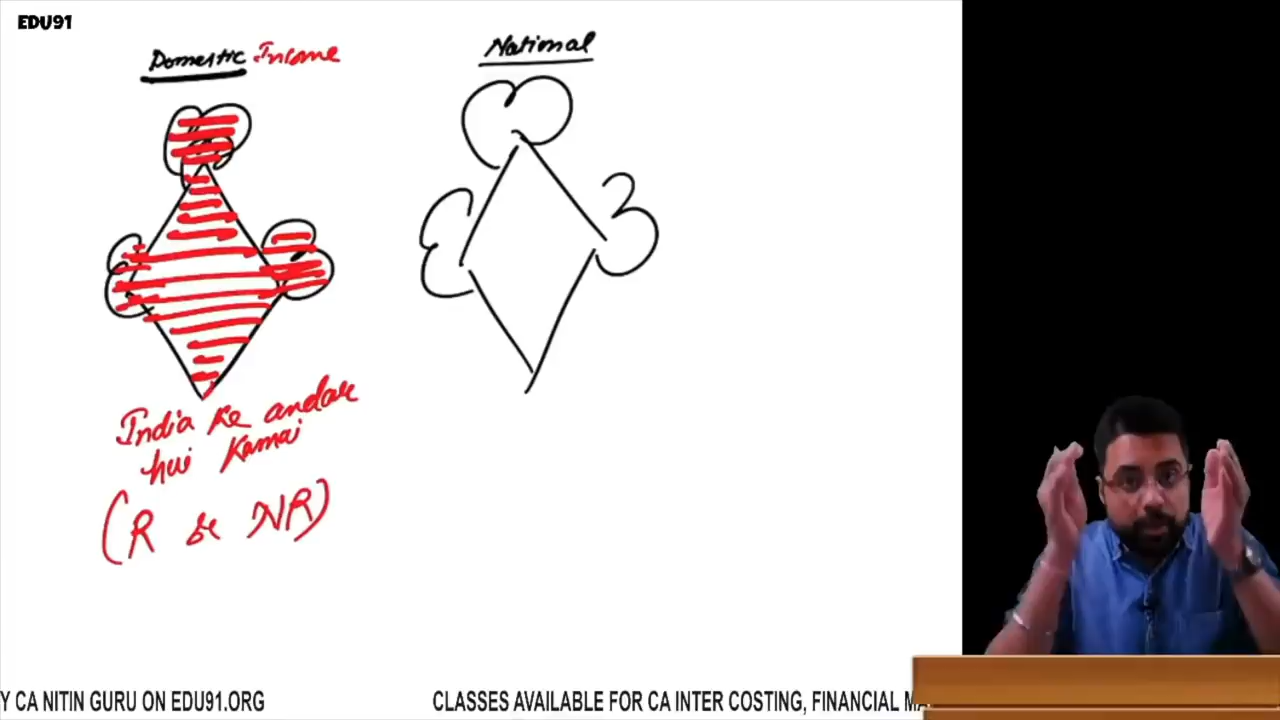 EDU91
Domestic Income
National
India ke andar
hui Kamai
(R & NR)
Y CA NITIN GURU ON EDU91.ORG
CLASSES AVAILABLE FOR CA INTER COSTING, FINANCIAL MA